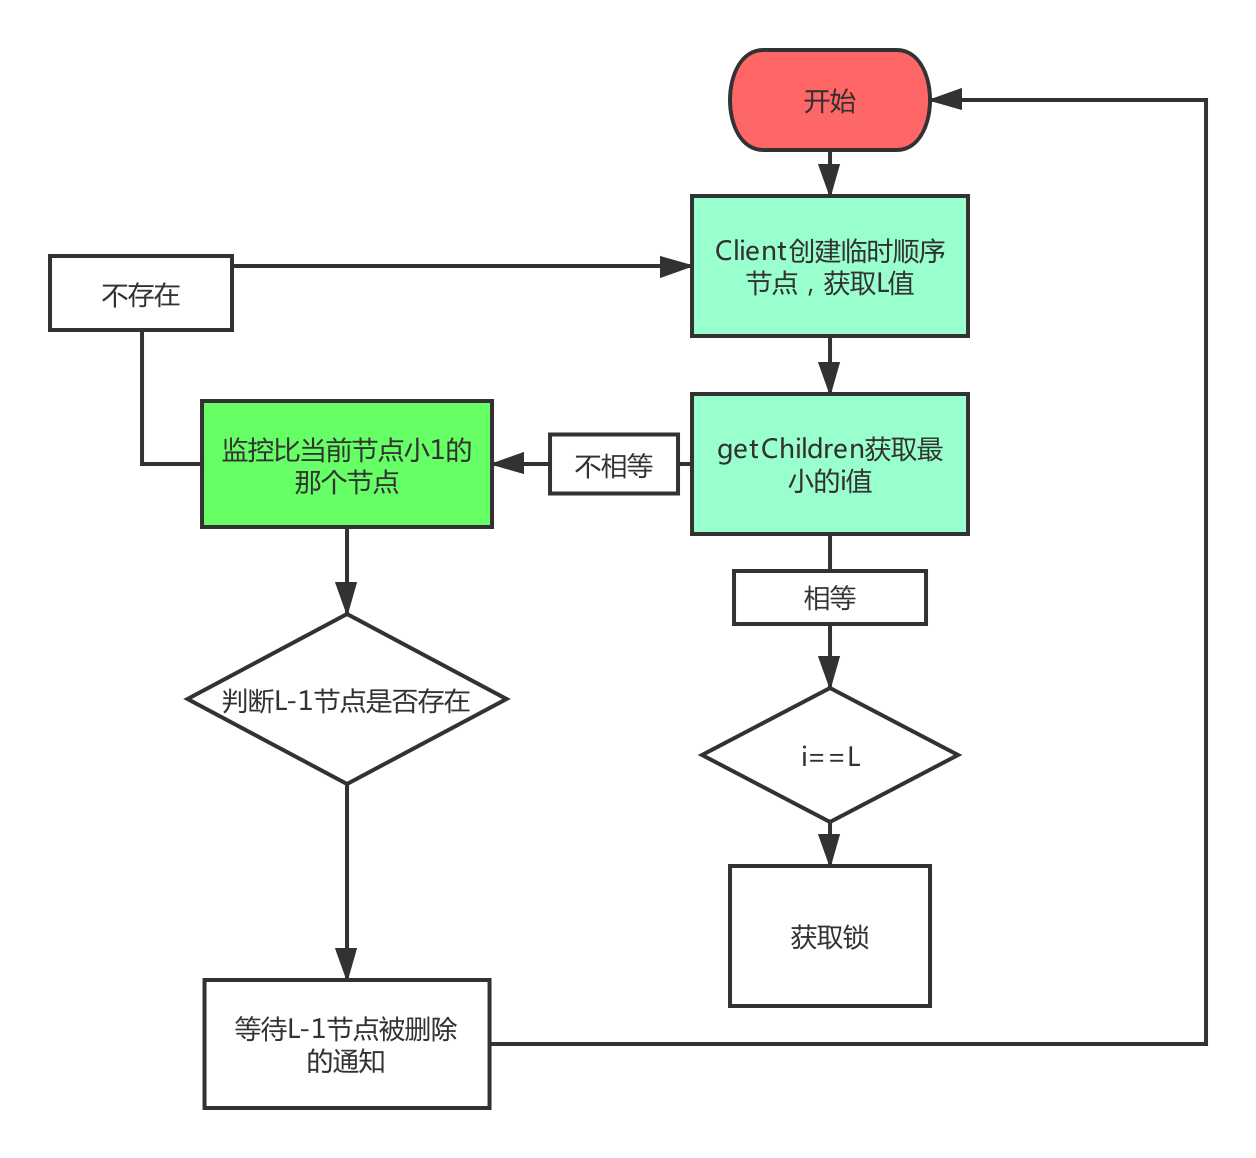 开始
Client创建临时顺序
节点，获取L值
不存在
getChildren获取最
小的i值
不相等
监控比当前节点小1的
那个节点
相等
判断L-1节点是否存在
i==L
获取锁
等待L-1节点被删除
的通知